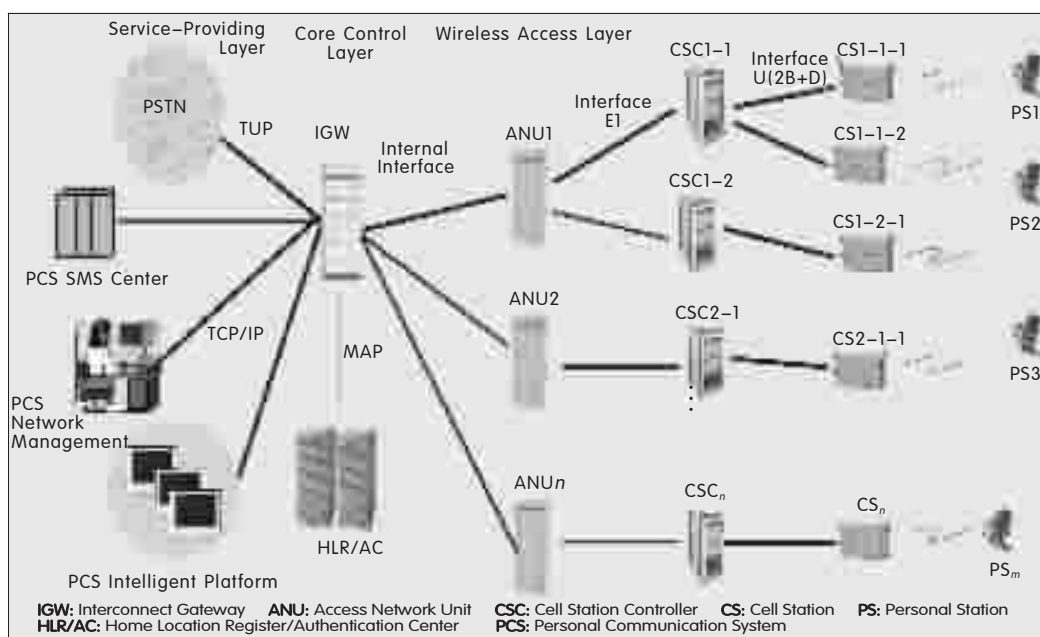 Service–Providing Layer
Core Control Layer
Wireless Access Layer
CSC1–1
Interface U(2B+D)
CS1–1–1
PSTN
TUP
IGW
Internal Interface
ANU1
Interface E1
PS1
CS1–1–2
CSC1–2
PS2
CS1–2–1
PCS SMS Center
ANU2
CSC2–1
CS2–1–1
TCP/IP
MAP
PS3
PCS Network Management
ANUn
CSCn
CSn
HLR/AC
PSm
PCS Intelligent Platform
IGW: Interconnect Gateway ANU: Access Network Unit CSC: Cell Station Controller CS: Cell Station PS: Personal Station
HLR/AC: Home Location Register/Authentication Center PCS: Personal Communication System